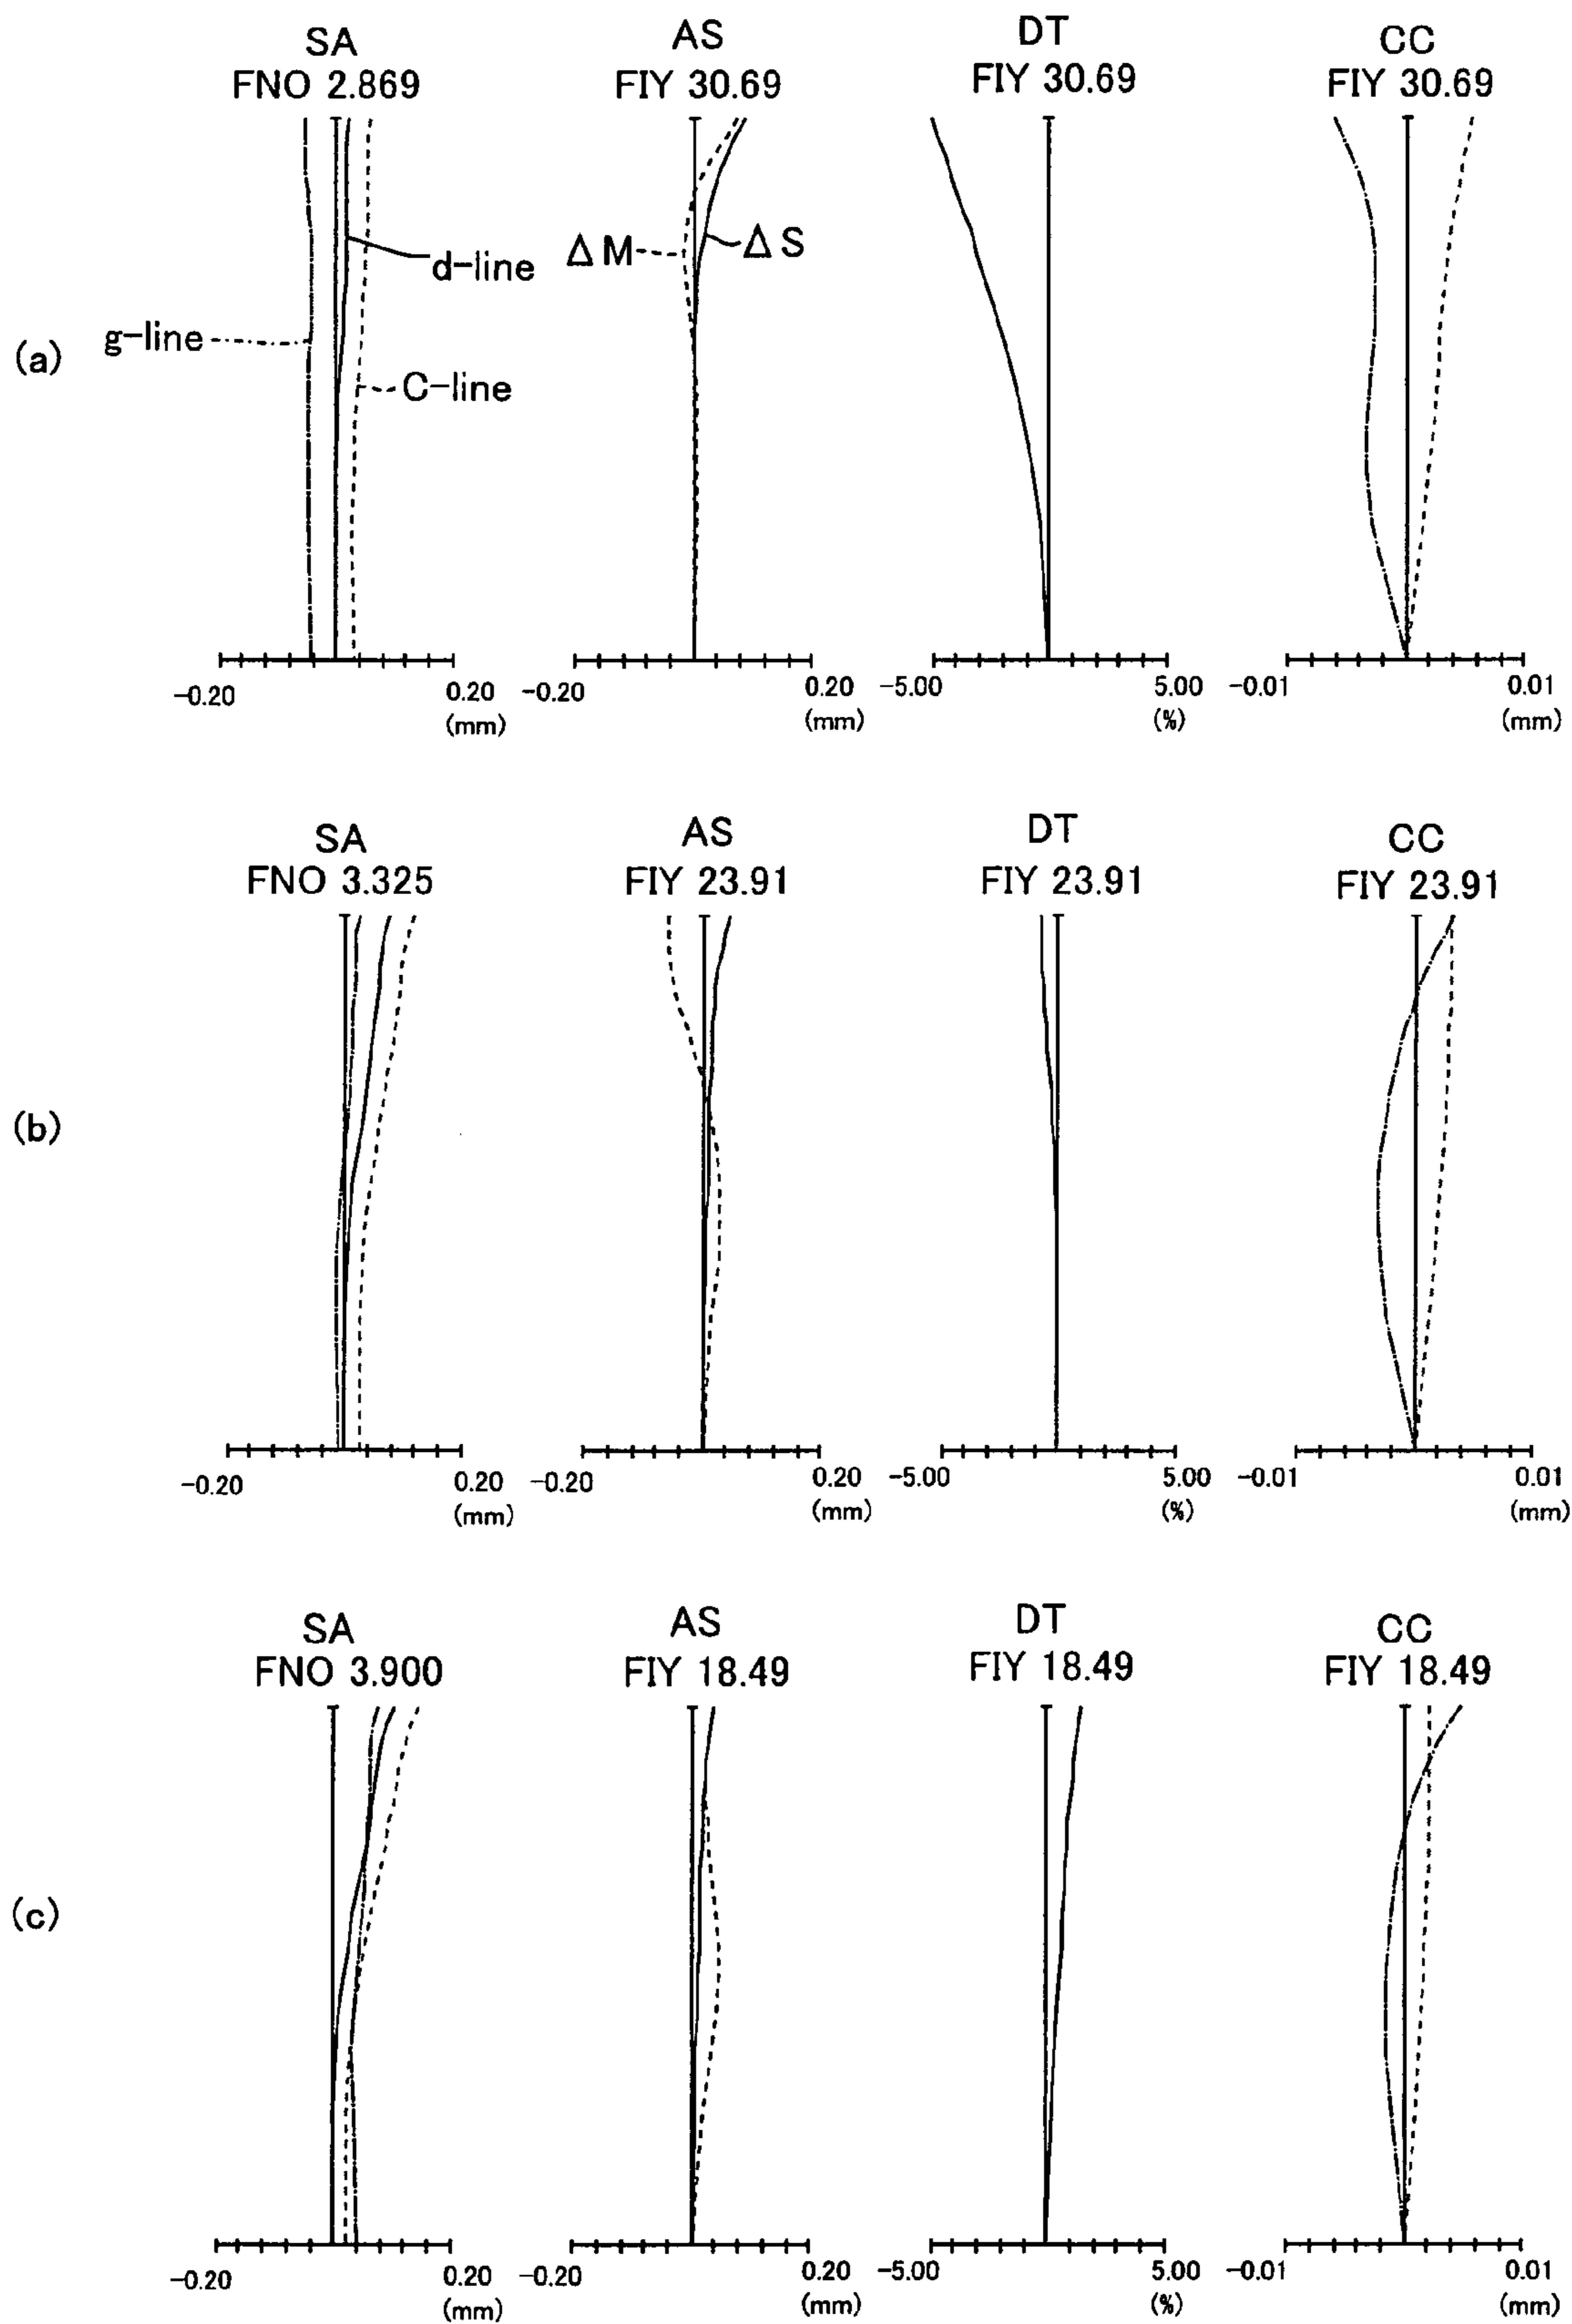 SA
FNO 2.869
AS
FIY 30.69
DT
FIY 30.69
CC
FIY 30.69
(a)
g-line
d-line
C-line
ΔM
ΔS
-0.20
0.20
(mm)
-0.20
0.20
(mm)
-5.00
5.00
(%)
-0.01
0.01
(mm)
SA
FNO 3.325
AS
FIY 23.91
DT
FIY 23.91
CC
FIY 23.91
(b)
-0.20
0.20
(mm)
-0.20
0.20
(mm)
-5.00
5.00
(%)
-0.01
0.01
(mm)
SA
FNO 3.900
AS
FIY 18.49
DT
FIY 18.49
CC
FIY 18.49
(c)
-0.20
0.20
(mm)
-0.20
0.20
(mm)
-5.00
5.00
(%)
-0.01
0.01
(mm)